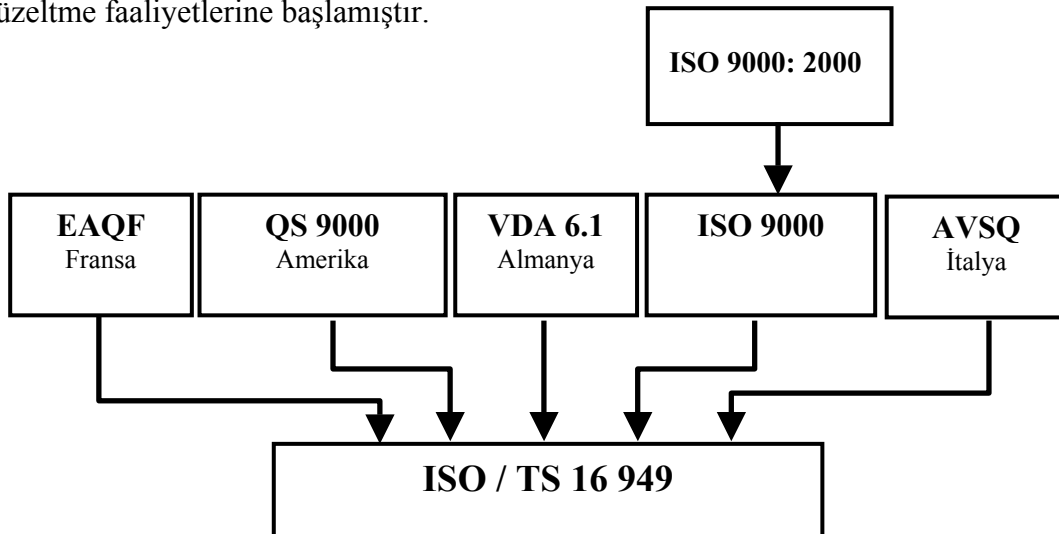 üzeltme faaliyetlerine başlamıştır.
ISO 9000: 2000
EAQF
Fransa
QS 9000
Amerika
VDA 6.1
Almanya
ISO 9000
AVSQ
İtalya
ISO / TS 16 949